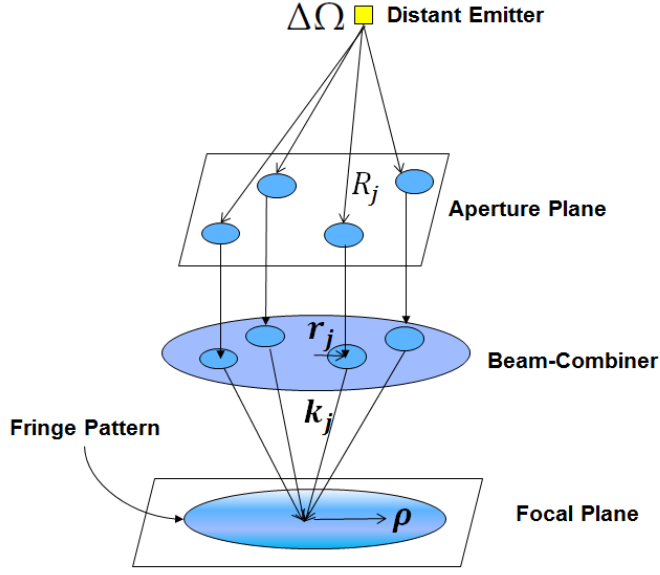 ΔΩ Distant Emitter
R_j
Aperture Plane
r_j
Beam-Combiner
k_j
Fringe Pattern
ρ
Focal Plane